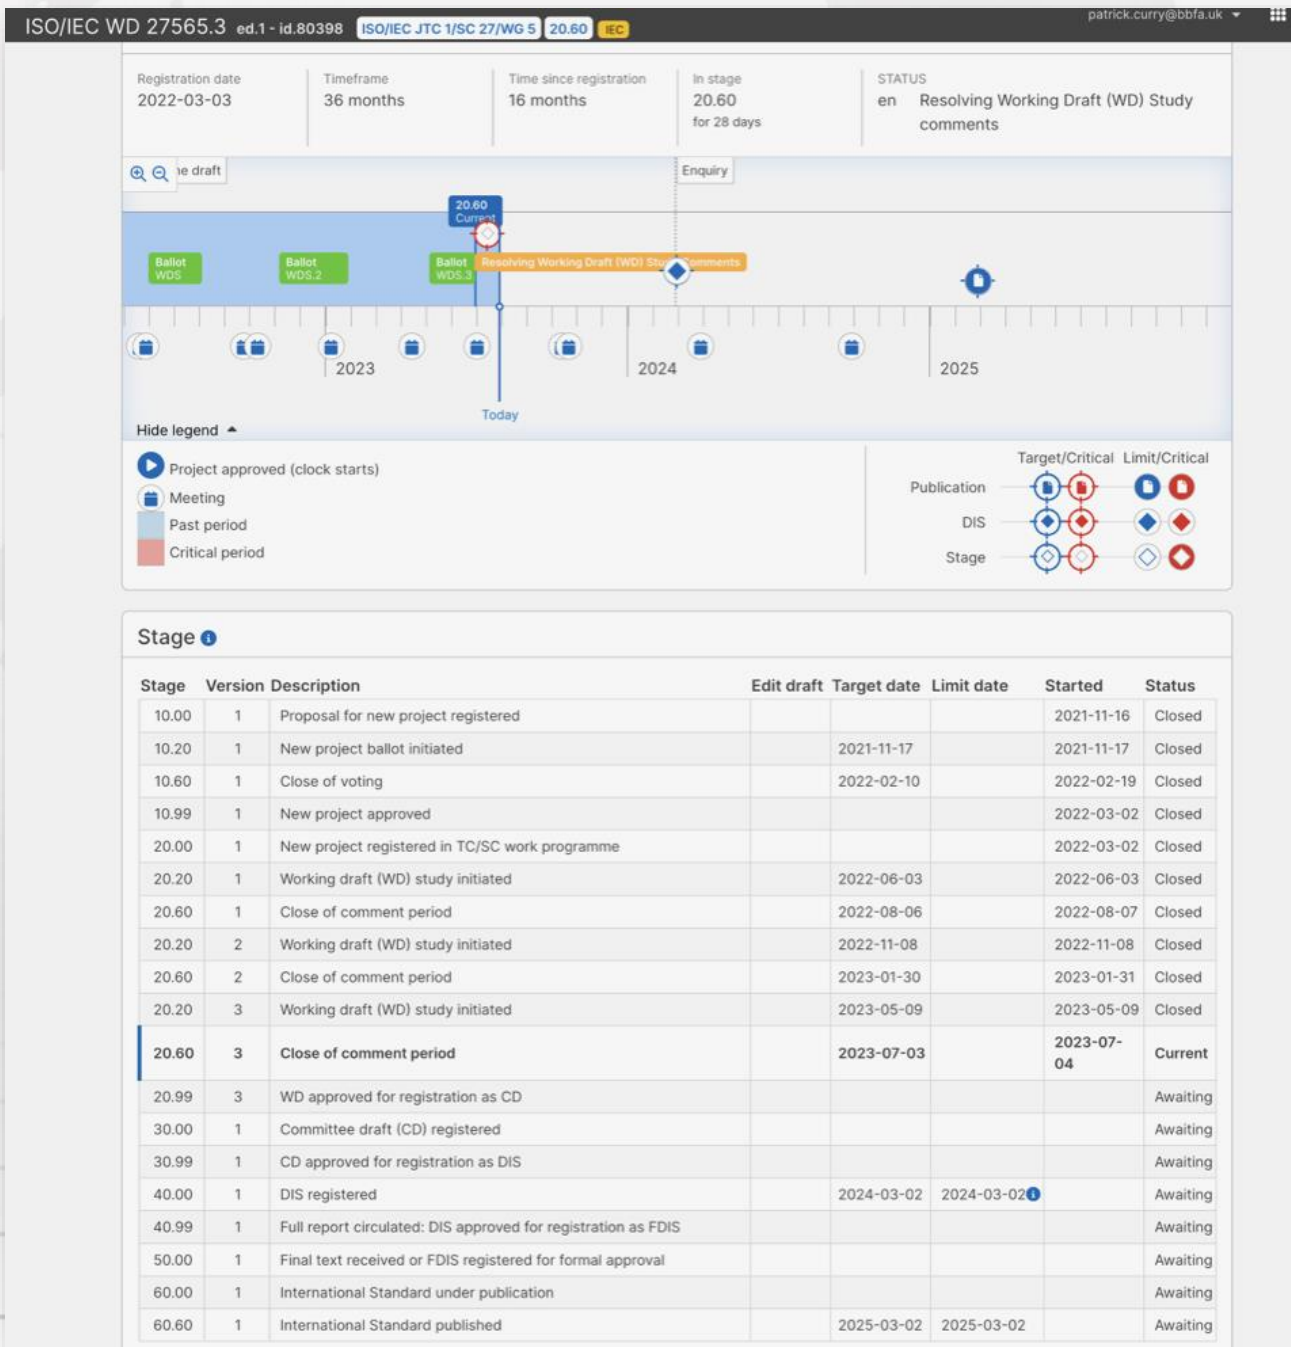 patrick.curry@bbfa.uk
ISO/IEC WD 27565.3 ed.1 - id.80398 ISO/IEC JTC 1/SC 27/WG 5 20.60 IEC
Registration date Timeframe Time since registration In stage STATUS
2022-03-03 36 months 16 months 20.60 en Resolving Working Draft (WD) Study
for 28 days comments
ne draft Enquiry
20.60
Current
Ballot Ballot Ballot Resolving Working Draft (WD) Study Comments
WDS WDS.2 WDS.3
2023 2024 2025
Today
Hide legend
Target/Critical Limit/Critical
Project approved (clock starts)
Publication
Meeting
Past period DIS
Critical period
Stage
Stage
Stage Version Description Edit draft Target date Limit date Started Status
10.00 1 Proposal for new project registered 2021-11-16 Closed
10.20 1 New project ballot initiated 2021-11-17 2021-11-17 Closed
10.60 1 Close of voting 2022-02-10 2022-02-19 Closed
10.99 1 New project approved 2022-03-02 Closed
20.00 1 New project registered in TC/SC work programme 2022-03-02 Closed
20.20 1 Working draft (WD) study initiated 2022-06-03 2022-06-03 Closed
20.60 1 Close of comment period 2022-08-06 2022-08-07 Closed
20.20 2 Working draft (WD) study initiated 2022-11-08 2022-11-08 Closed
20.60 2 Close of comment period 2023-01-30 2023-01-31 Closed
20.20 3 Working draft (WD) study initiated 2023-05-09 2023-05-09 Closed
20.60 3 Close of comment period 2023-07-03 2023-07-04 Current
20.99 3 WD approved for registration as CD Awaiting
30.00 1 Committee draft (CD) registered Awaiting
30.99 1 CD approved for registration as DIS Awaiting
40.00 1 DIS registered 2024-03-02 2024-03-02 Awaiting
40.99 1 Full report circulated: DIS approved for registration as FDIS Awaiting
50.00 1 Final text received or FDIS registered for formal approval Awaiting
60.00 1 International Standard under publication Awaiting
60.60 1 International Standard published 2025-03-02 2025-03-02 Awaiting